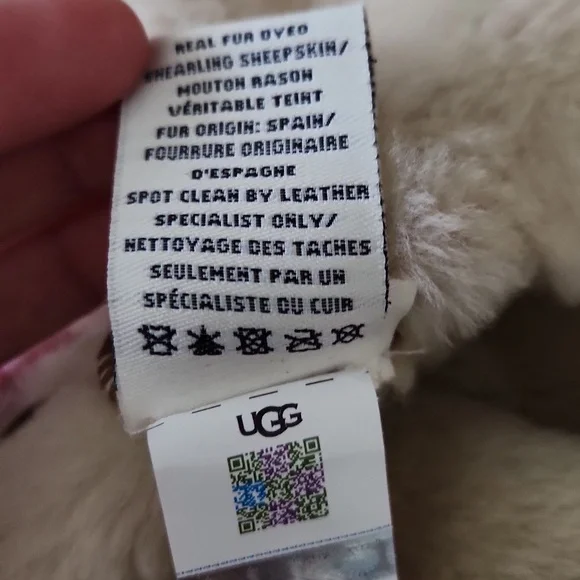 REAL FUR DYED
SHEARLING SHEEPSKIN/
MOUTON RASON
VÉRITABLE TEINT
FUR ORIGIN: SPAIN/
FOURRURE ORIGINAIRE
D'ESPAGNE
SPOT CLEAN BY LEATHER
SPECIALIST ONLY/
NETTOYAGE DES TACHES
SEULEMENT PAR UN
SPÉCIALISTE DU CUIR
UGG